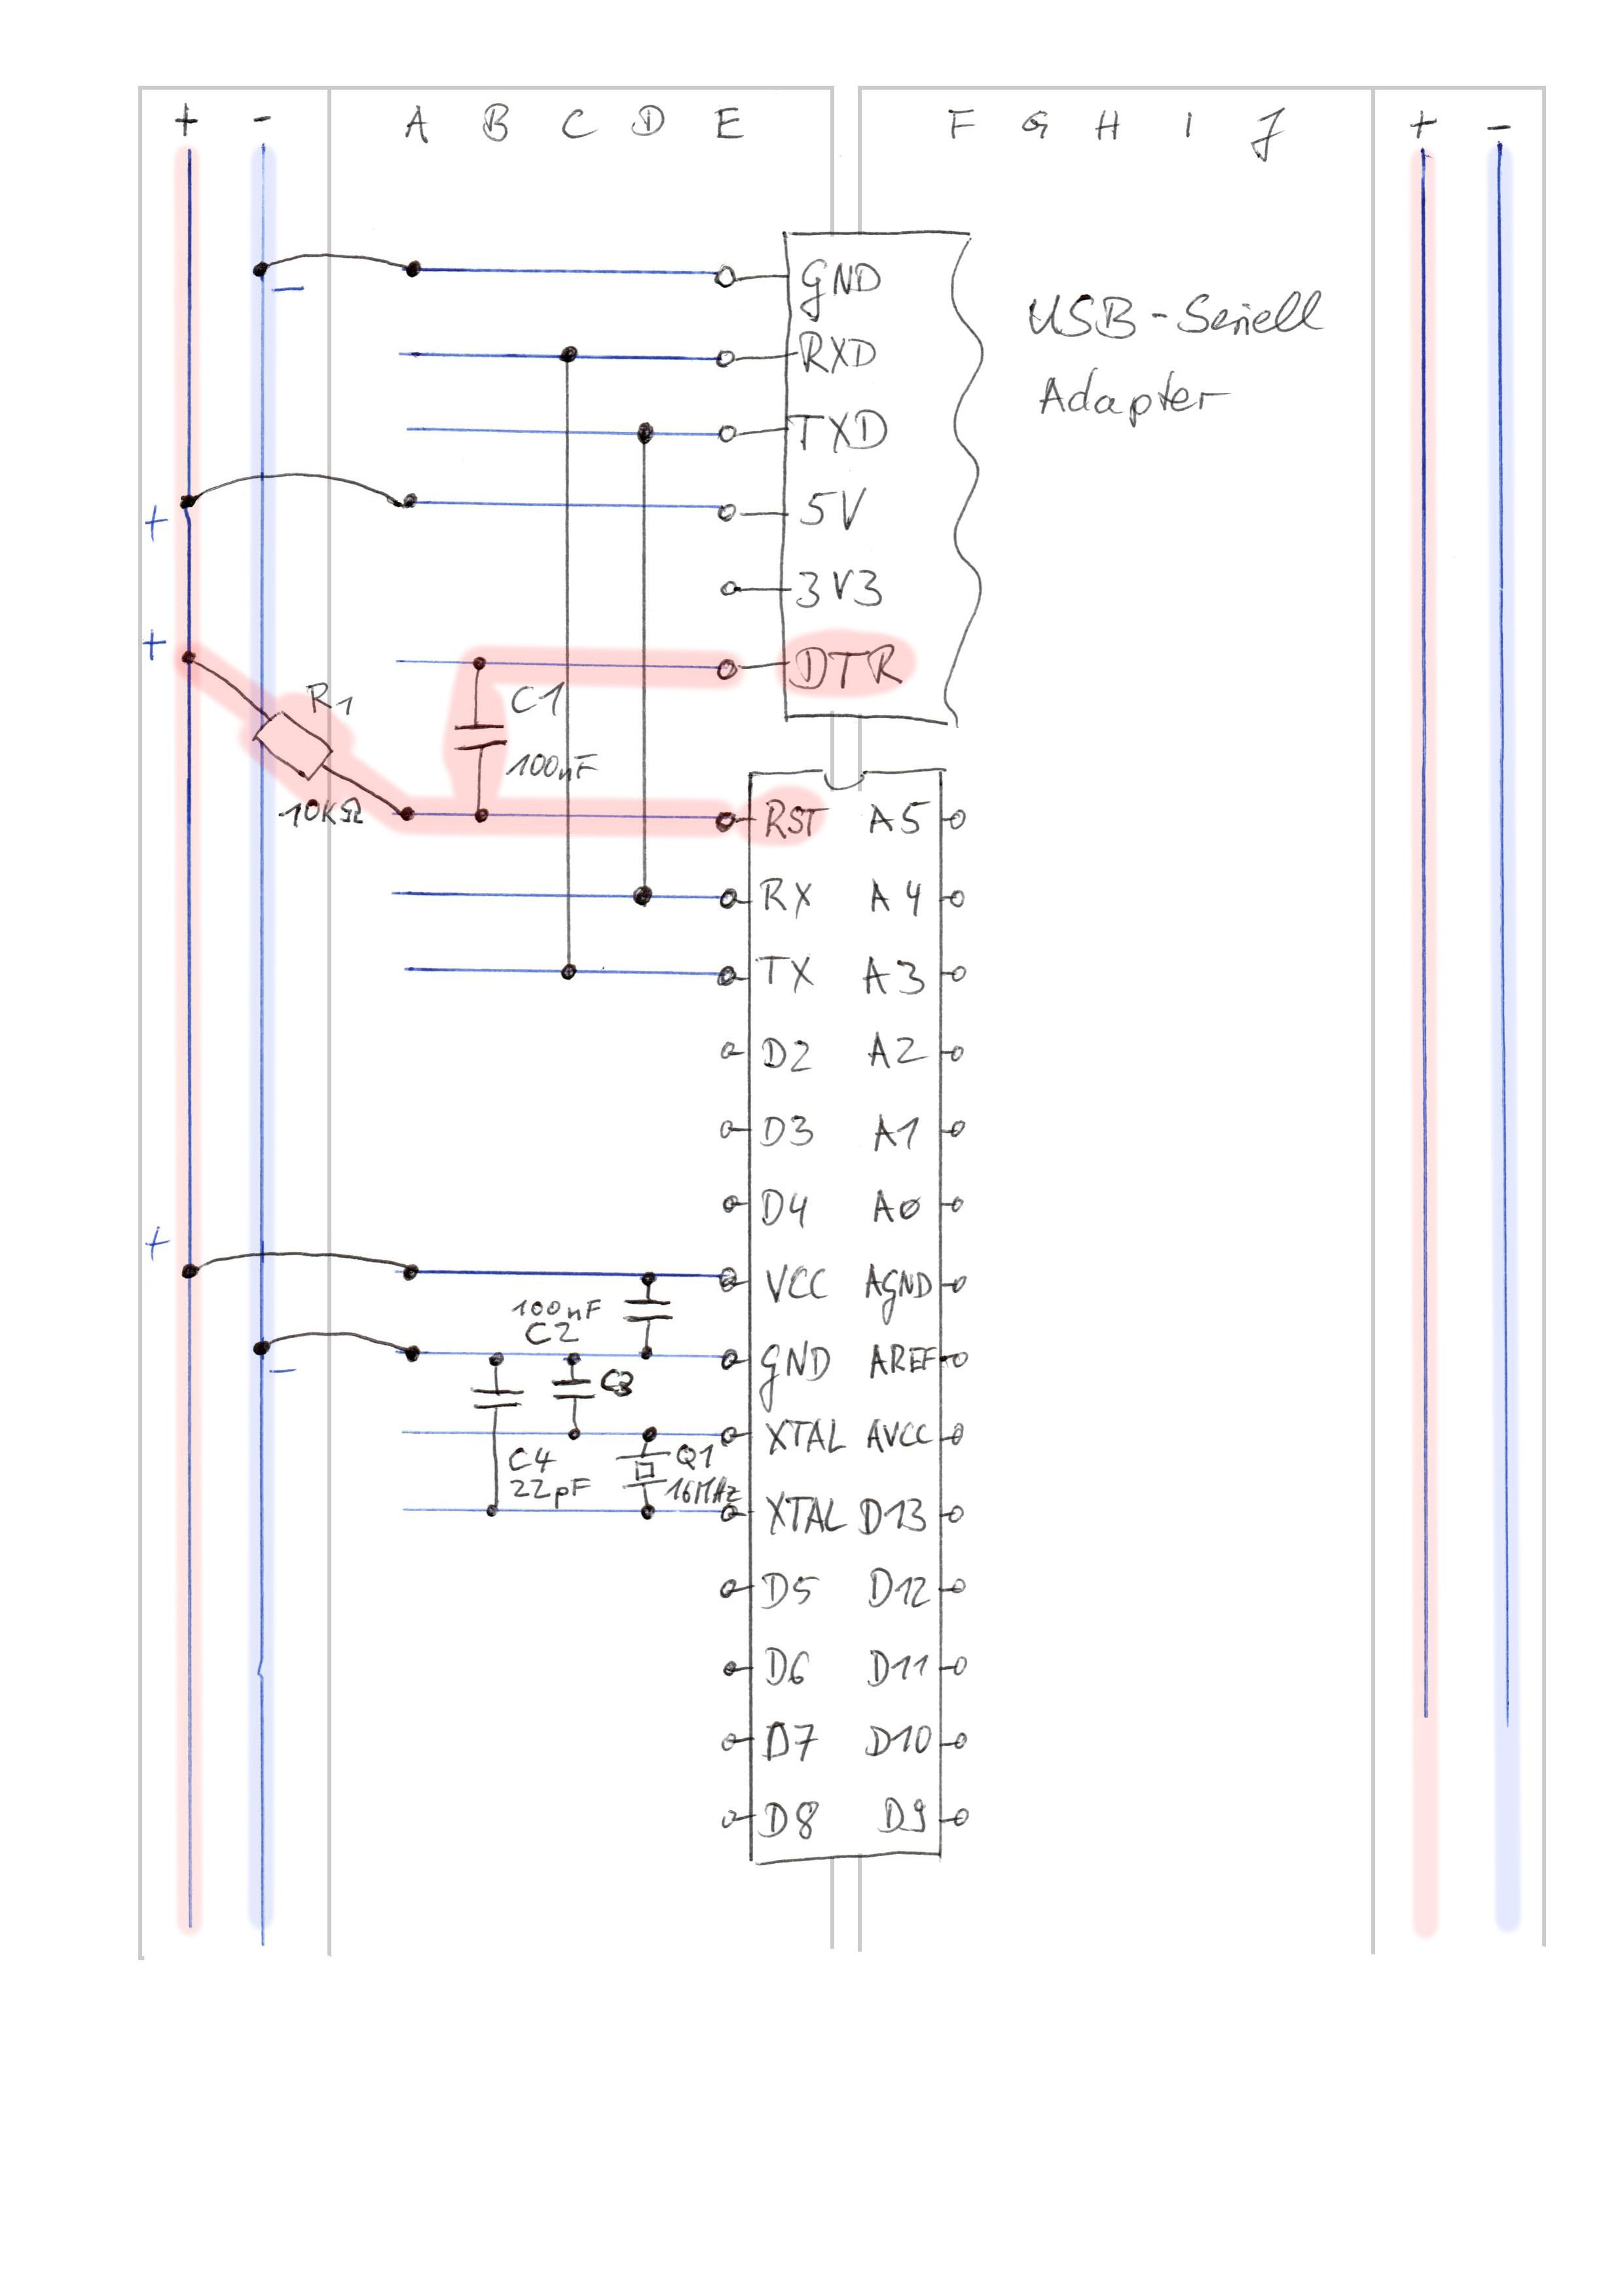 + - A B C D E F G H I J + -
GND
-
RXD
USB-Seriell
Adapter
TXD
5V
+
3V3
+
DTR
R1
C1
100nF
10KΩ
RST A5
RX A4
TX A3
D2 A2
D3 A1
D4 A0
+
VCC AGND
100nF
C2
GND AREF
-
C3
XTAL AVCC
C4 Q1
22pF 16MHz
XTAL D13
D5 D12
D6 D11
D7 D10
D8 D9